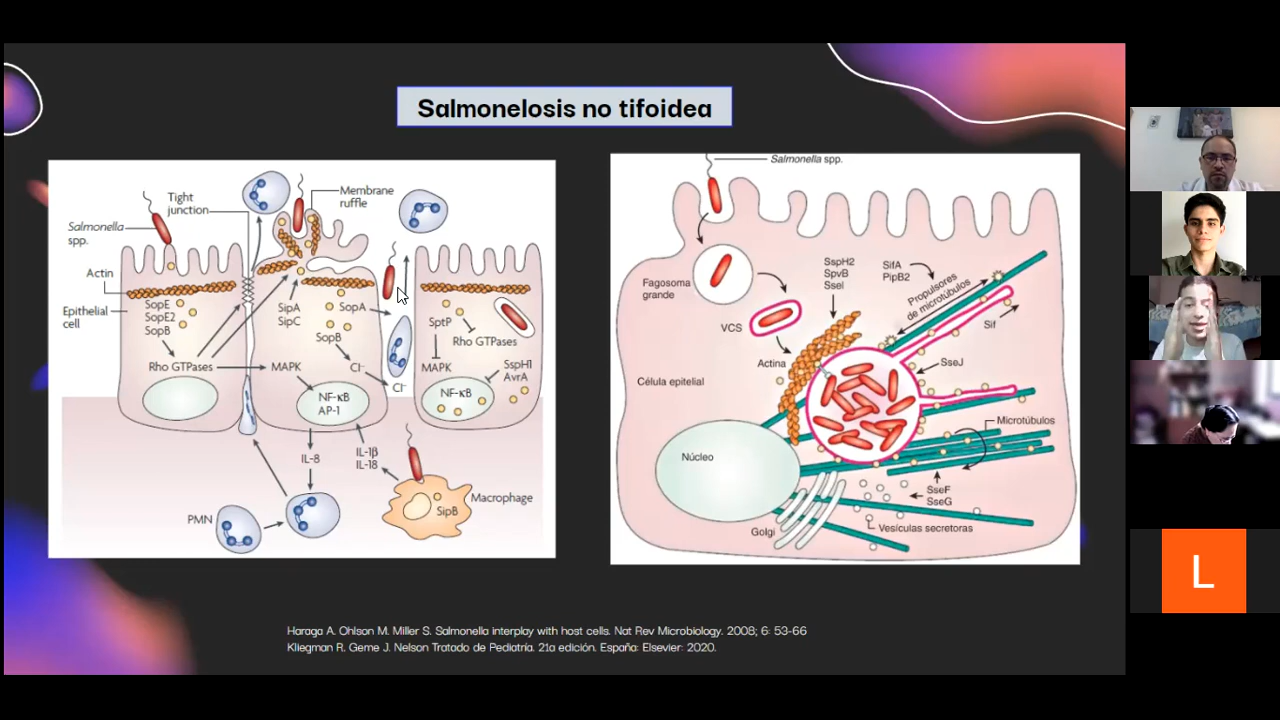 Salmonelosis no tifoidea
Salmonella
spp.
Tight
junction
Membrane
ruffle
Actin
Epithelial
cell
SopE
SopE2
SopB
Rho GTPases
SipA
SipC
SopA
SopB
MAPK
Cl-
Cl-
NF-κB
AP-1
IL-8
IL-1β
IL-18
PMN
SipB
Macrophage
SptP
Rho GTPases
MAPK
SspH1
AvrA
NF-κB
Salmonella spp.
Fagosoma
grande
VCS
Actina
SspH2
SpvB
SseI
SifA
PipB2
Propulsores
de microtúbulos
Sif
SseJ
Célula epitelial
Microtúbulos
Núcleo
SseF
SseG
Golgi
Vesículas secretoras
Haraga A. Ohlson M. Miller S. Salmonella interplay with host cells. Nat Rev Microbiology. 2008; 6: 53-66
Kliegman R. Geme J. Nelson Tratado de Pediatría. 21a edición. España: Elsevier: 2020.
L